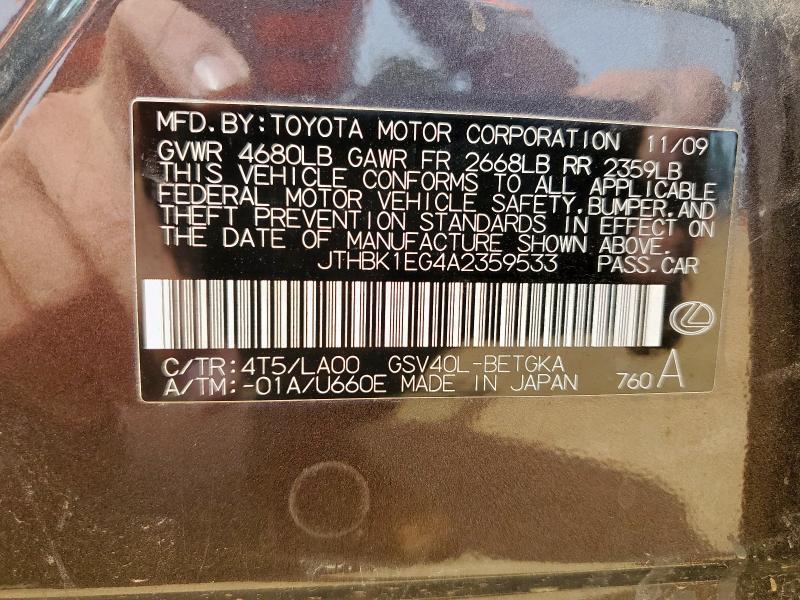 MFD.BY:TOYOTA MOTOR CORPORATION 11/09
GVWR 4680LB GAWR FR 2668LB RR 2359LB
THIS VEHICLE CONFORMS TO ALL APPLICABLE
FEDERAL MOTOR VEHICLE SAFETY,BUMPER,AND
THEFT PREVENTION STANDARDS IN EFFECT ON
THE DATE OF MANUFACTURE SHOWN ABOVE.
JTHBK1EG4A2359533 PASS.CAR
C/TR:4T5/LA00 GSV40L-BETGKA
A/TM:-01A/U660E MADE IN JAPAN 760 A